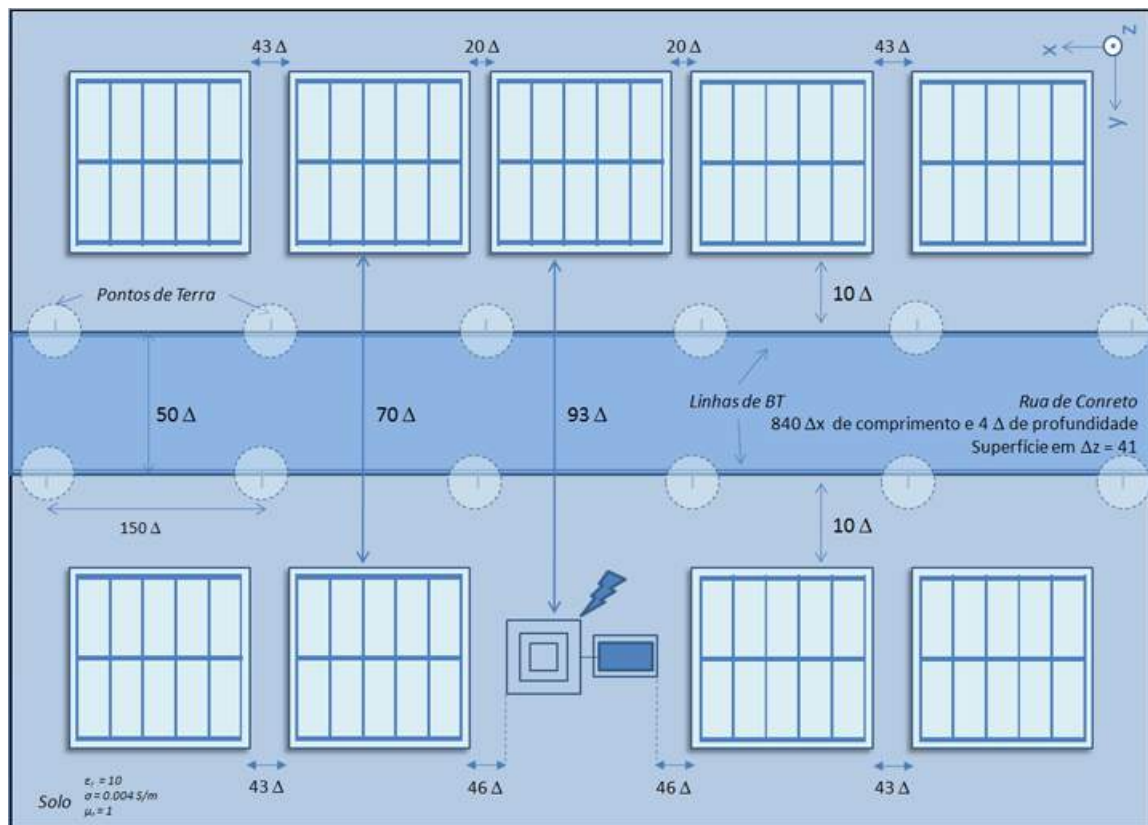 43 Δ
20 Δ
20 Δ
43 Δ
z
x
y
Pontos de Terra
10 Δ
50 Δ
70 Δ
93 Δ
Linhas de BT
Rua de Conreto
840 Δx de comprimento e 4 Δ de profundidade
Superfície em Δz = 41
150 Δ
10 Δ
43 Δ
46 Δ
46 Δ
43 Δ
Solo
εr = 10
σ = 0.004 S/m
μr = 1